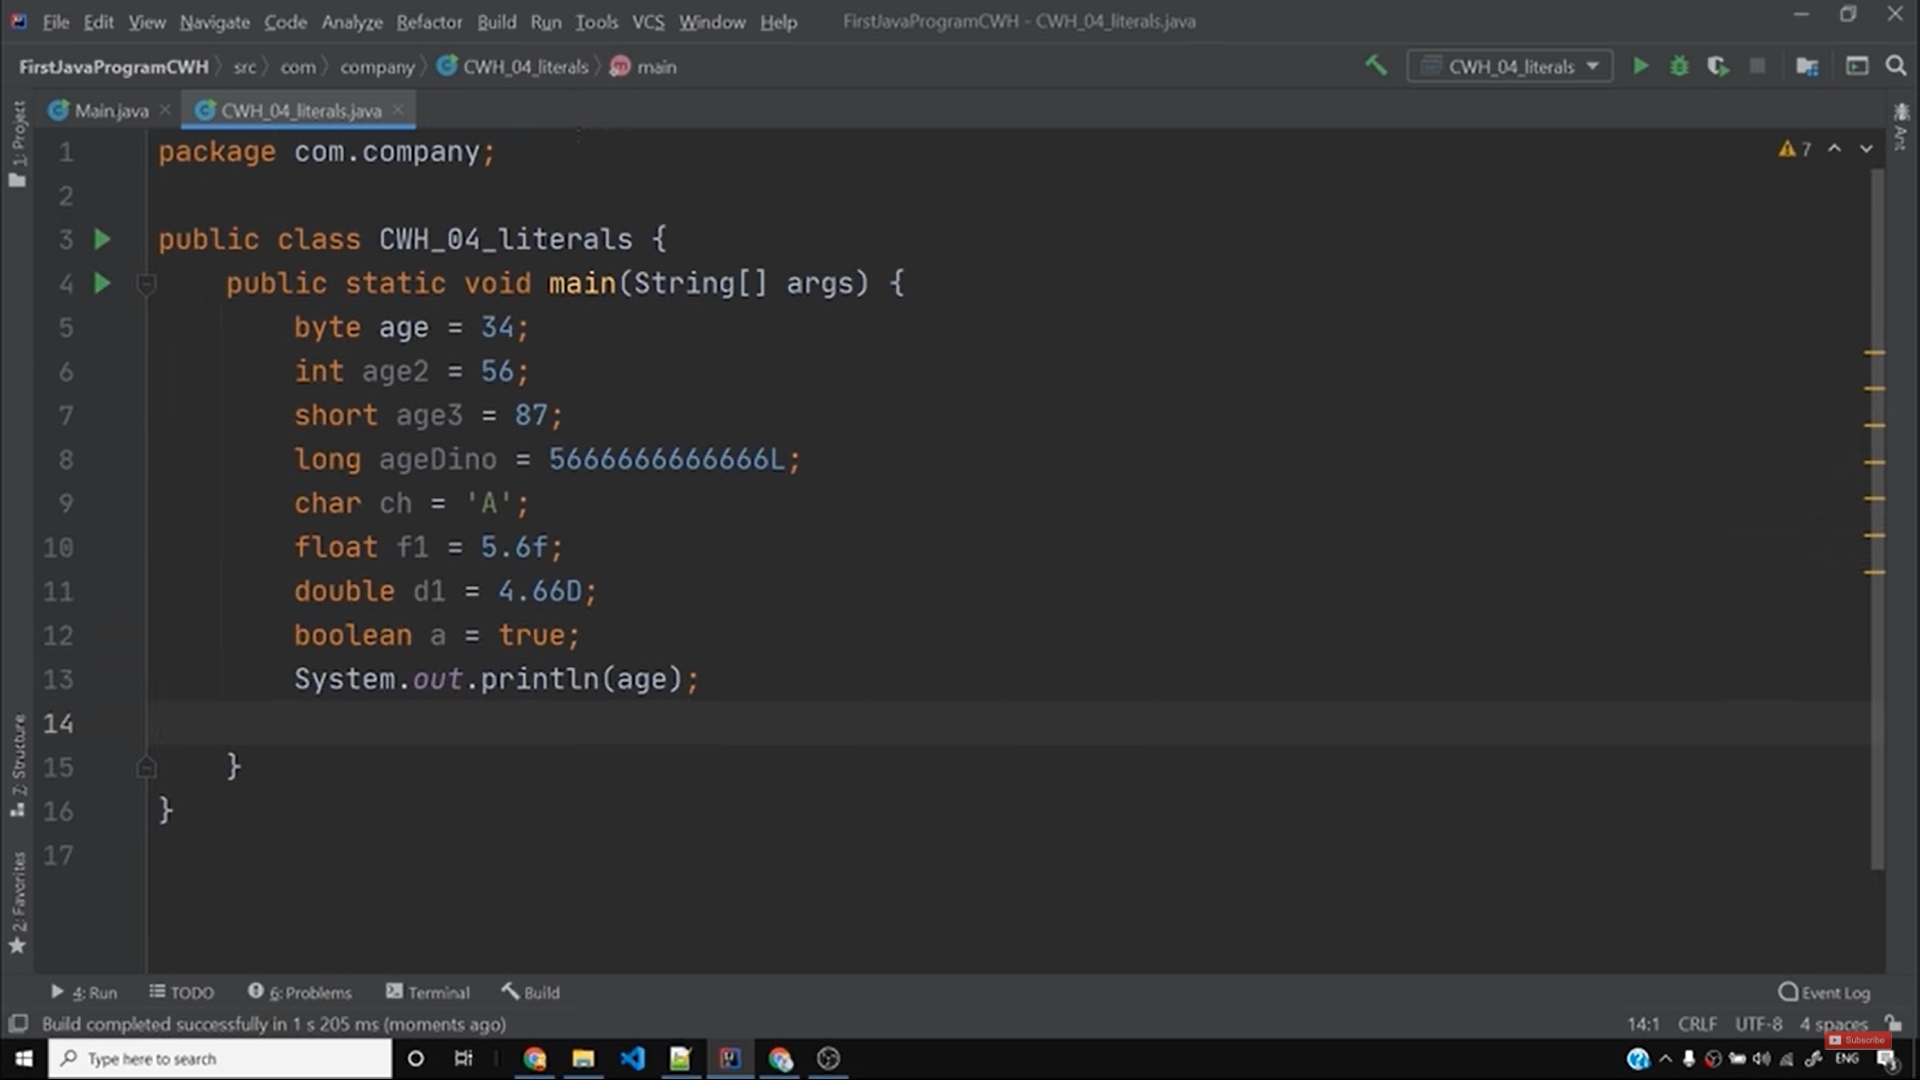 File Edit View Navigate Code Analyze Refactor Build Run Tools VCS Window Help FirstJavaProgramCWH - CWH_04_literals.java
FirstJavaProgramCWH src com company CWH_04_literals main CWH_04_literals
Main.java CWH_04_literals.java
1: Project
Ant
7
1 package com.company;
2
3 public class CWH_04_literals {
4 public static void main(String[] args) {
5 byte age = 34;
6 int age2 = 56;
7 short age3 = 87;
8 long ageDino = 5666666666666L;
9 char ch = 'A';
10 float f1 = 5.6f;
11 double d1 = 4.66D;
12 boolean a = true;
13 System.out.println(age);
14
15 }
16 }
17
7: Structure
2: Favorites
4: Run TODO 6: Problems Terminal Build Event Log
Build completed successfully in 1 s 205 ms (moments ago) 14:1 CRLF UTF-8 4 spaces
Subscribe
Type here to search ENG